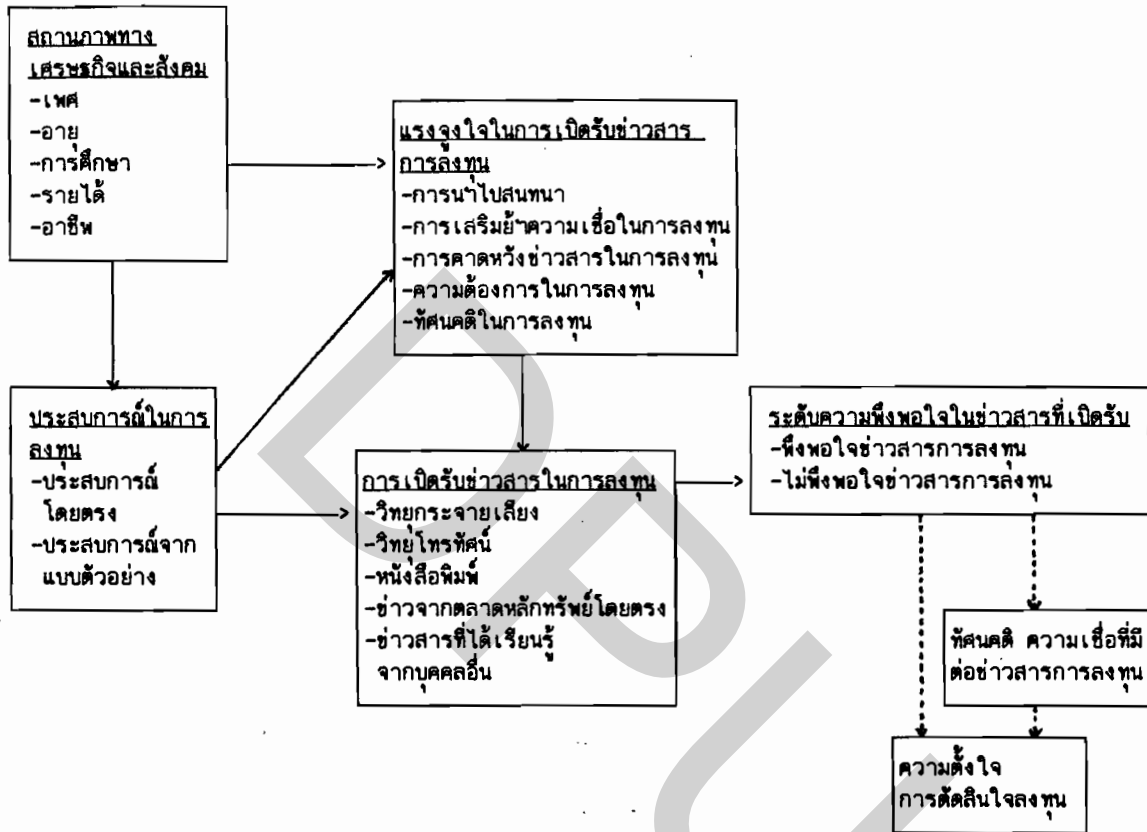 สถานภาพทาง
เศรษฐกิจและสังคม
-เพศ
-อายุ
-การศึกษา
-รายได้
-อาชีพ
แรงจูงใจในการเปิดรับข่าวสาร
การลงทุน
-การนำไปสนทนา
-การเสริมย้ำความเชื่อในการลงทุน
-การคาดหวังข่าวสารในการลงทุน
-ความต้องการในการลงทุน
-ทัศนคติในการลงทุน
ประสบการณ์ในการ
ลงทุน
-ประสบการณ์
โดยตรง
-ประสบการณ์จาก
แบบตัวอย่าง
การเปิดรับข่าวสารในการลงทุน
-วิทยุกระจายเสียง
-วิทยุโทรทัศน์
-หนังสือพิมพ์
-ข่าวจากตลาดหลักทรัพย์โดยตรง
-ข่าวสารที่ได้เรียนรู้
จากบุคคลอื่น
ระดับความพึงพอใจในข่าวสารที่เปิดรับ
-พึงพอใจข่าวสารการลงทุน
-ไม่พึงพอใจข่าวสารการลงทุน
ทัศนคติ ความเชื่อที่มี
ต่อข่าวสารการลงทุน
ความตั้งใจ
การตัดสินใจลงทุน
DPU